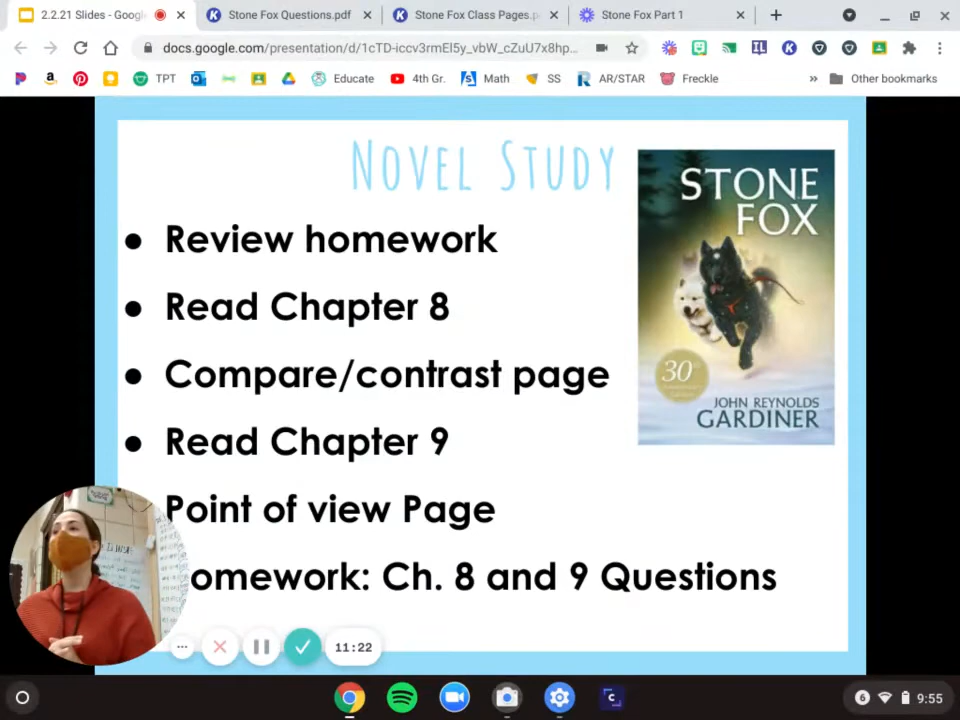 2.2.21 Slides - Googl
Stone Fox Questions.pdf
Stone Fox Class Pages.p
Stone Fox Part 1
docs.google.com/presentation/d/1cTD-iccv3rmEl5y_vbW_cZuU7x8hp...
TPT
Educate
4th Gr.
Math
SS
AR/STAR
Freckle
»
Other bookmarks
NOVEL STUDY
● Review homework
● Read Chapter 8
● Compare/contrast page
● Read Chapter 9
Point of view Page
omework: Ch. 8 and 9 Questions
STONE
FOX
30th
JOHN REYNOLDS
GARDINER
11:22
6
9:55